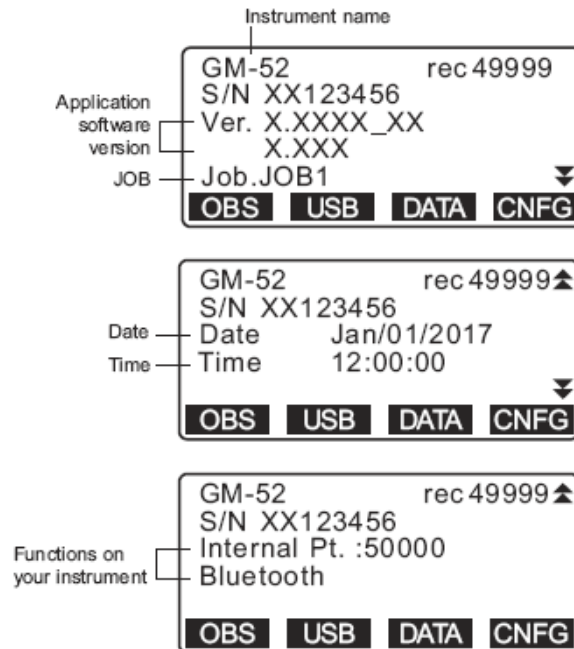 Instrument name
GM-52 rec 49999
S/N XX123456
Application software version
Ver. X.XXXX_XX
X.XXX
JOB
Job.JOB1
OBS USB DATA CNFG
GM-52 rec 49999
S/N XX123456
Date
Date Jan/01/2017
Time
Time 12:00:00
OBS USB DATA CNFG
GM-52 rec 49999
S/N XX123456
Functions on your instrument
Internal Pt. :50000
Bluetooth
OBS USB DATA CNFG